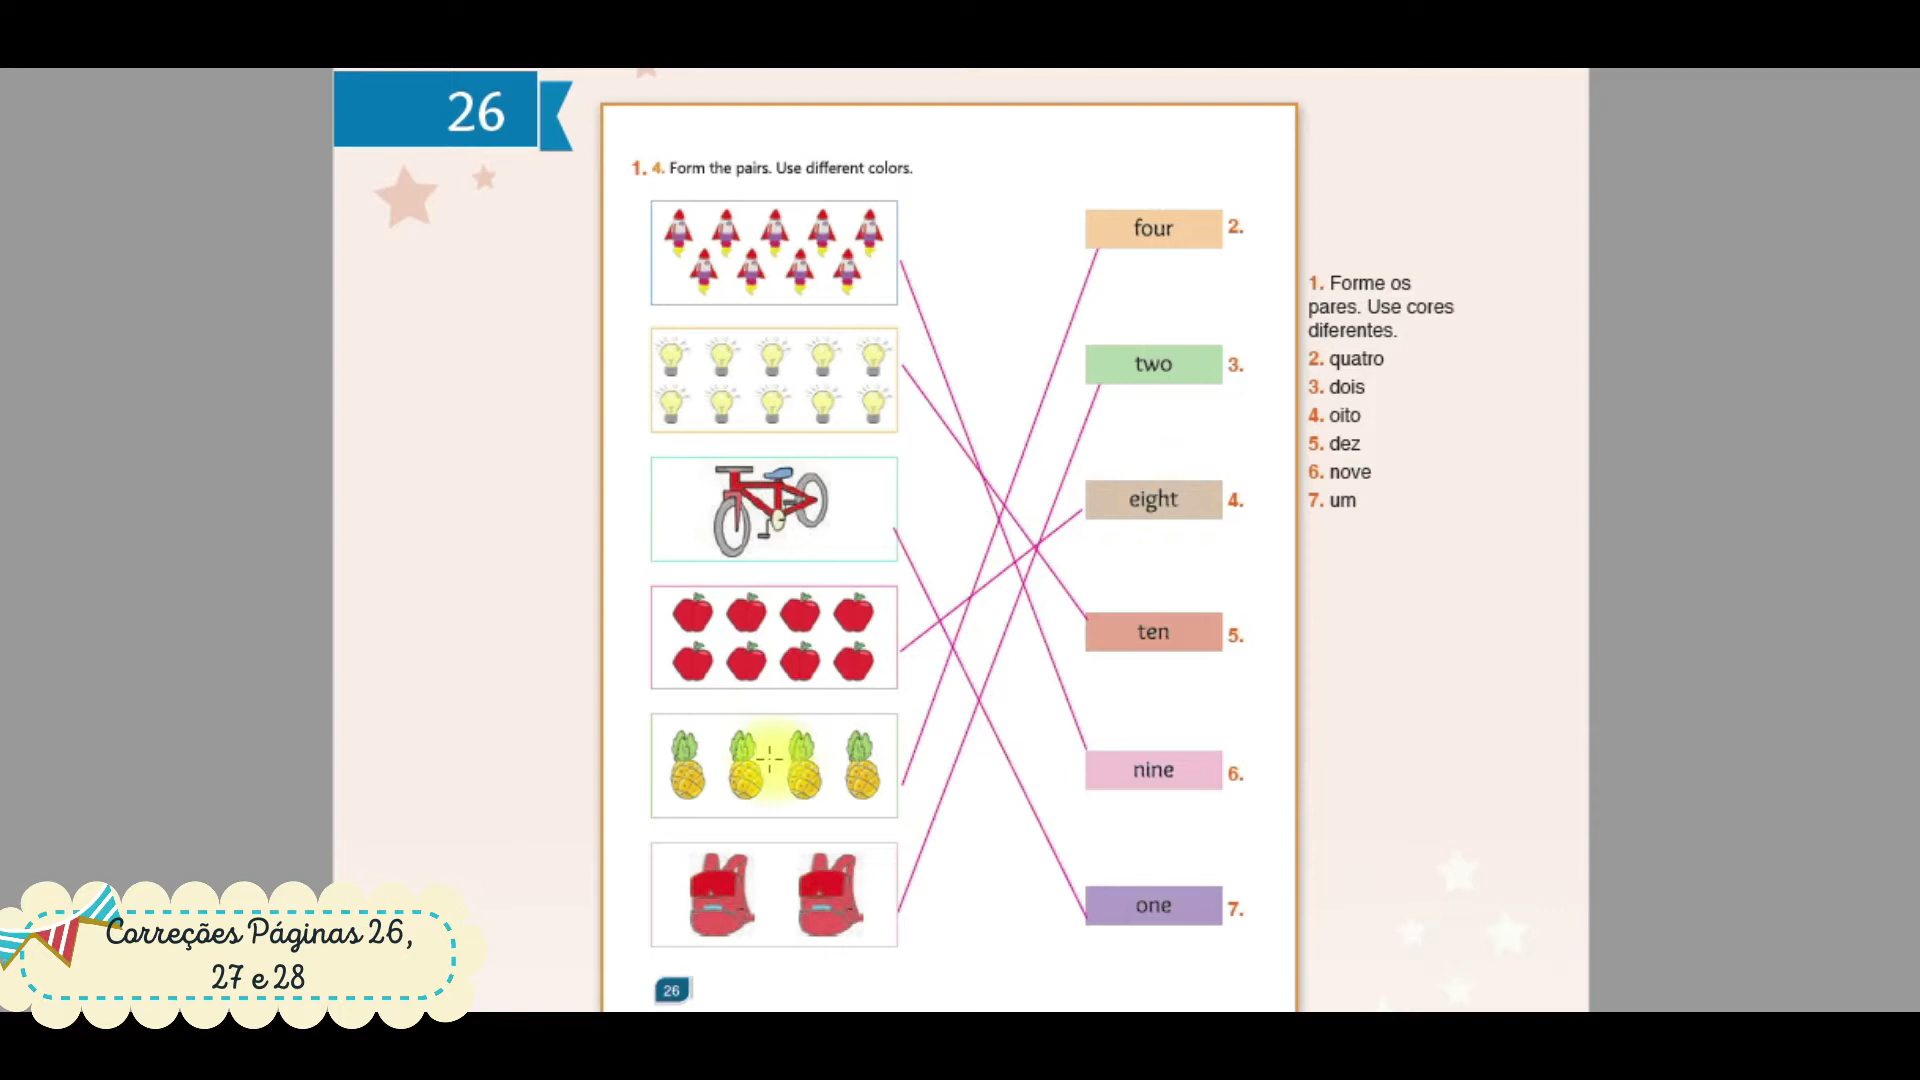 26
1. 4. Form the pairs. Use different colors.
four 2.
two 3.
eight 4.
ten 5.
nine 6.
one 7.
1. Forme os
pares. Use cores
diferentes.
2. quatro
3. dois
4. oito
5. dez
6. nove
7. um
26
Correções Páginas 26,
27 e 28